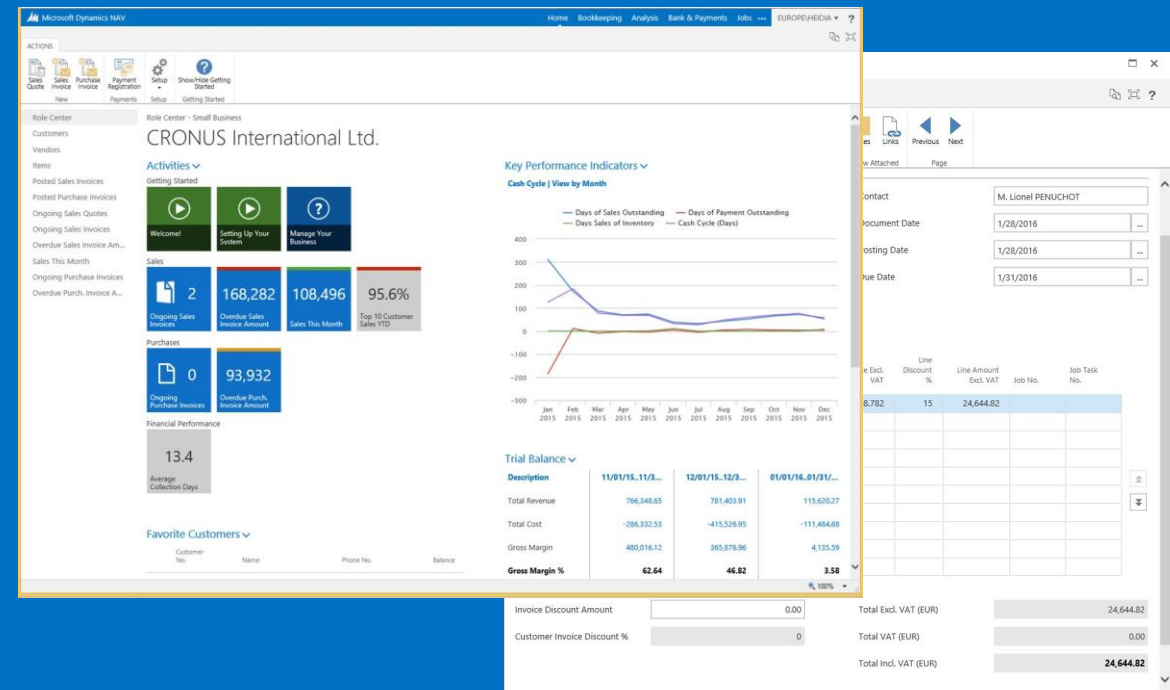 Microsoft Dynamics NAV
Home Bookkeeping Analysis Bank & Payments Jobs ••• EUROPE\HEIDIA ?
ACTIONS
Sales Quote
Sales Invoice
Purchase Invoice
Payment Registration
Setup
Show/Hide Getting Started
New Payments Setup Getting Started
Role Center
Customers
Vendors
Items
Posted Sales Invoices
Posted Purchase Invoices
Ongoing Sales Quotes
Ongoing Sales Invoices
Overdue Sales Invoice Am...
Sales This Month
Ongoing Purchase Invoices
Overdue Purch. Invoice A...
Role Center - Small Business
CRONUS International Ltd.
Activities
Getting Started
Welcome!
Setting Up Your System
?
Manage Your Business
Sales
2
Ongoing Sales Invoices
168,282
Overdue Sales Invoice Amount
108,496
Sales This Month
95.6%
Top 10 Customer Sales YTD
Purchases
0
Ongoing Purchase Invoices
93,932
Overdue Purch. Invoice Amount
Financial Performance
13.4
Average Collection Days
Favorite Customers
Customer No. Name Phone No. Balance
Key Performance Indicators
Cash Cycle | View by Month
Days of Sales Outstanding Days of Payment Outstanding
Days Sales of Inventory Cash Cycle (Days)
400
300
200
100
0
-100
-200
-300
Jan Feb Mar Apr May Jun Jul Aug Sep Oct Nov Dec
2015 2015 2015 2015 2015 2015 2015 2015 2015 2015 2015 2015
Trial Balance
Description 11/01/15..11/3... 12/01/15..12/3... 01/01/16..01/31/...
Total Revenue 766,348.65 781,403.91 115,620.27
Total Cost -286,332.53 -415,526.95 -111,484.68
Gross Margin 480,016.12 365,876.96 4,135.59
Gross Margin % 62.64 46.82 3.58
100%
?
Links Previous Next
Attached Page
Contact M. Lionel PENUCHOT
Document Date 1/28/2016 ...
Posting Date 1/28/2016 ...
Due Date 1/31/2016 ...
Excl. VAT
Line Discount %
Line Amount Excl. VAT
Job No.
Job Task No.
8.782 15 24,644.82
Invoice Discount Amount 0.00 Total Excl. VAT (EUR) 24,644.82
Customer Invoice Discount % 0 Total VAT (EUR) 0.00
Total Incl. VAT (EUR) 24,644.82